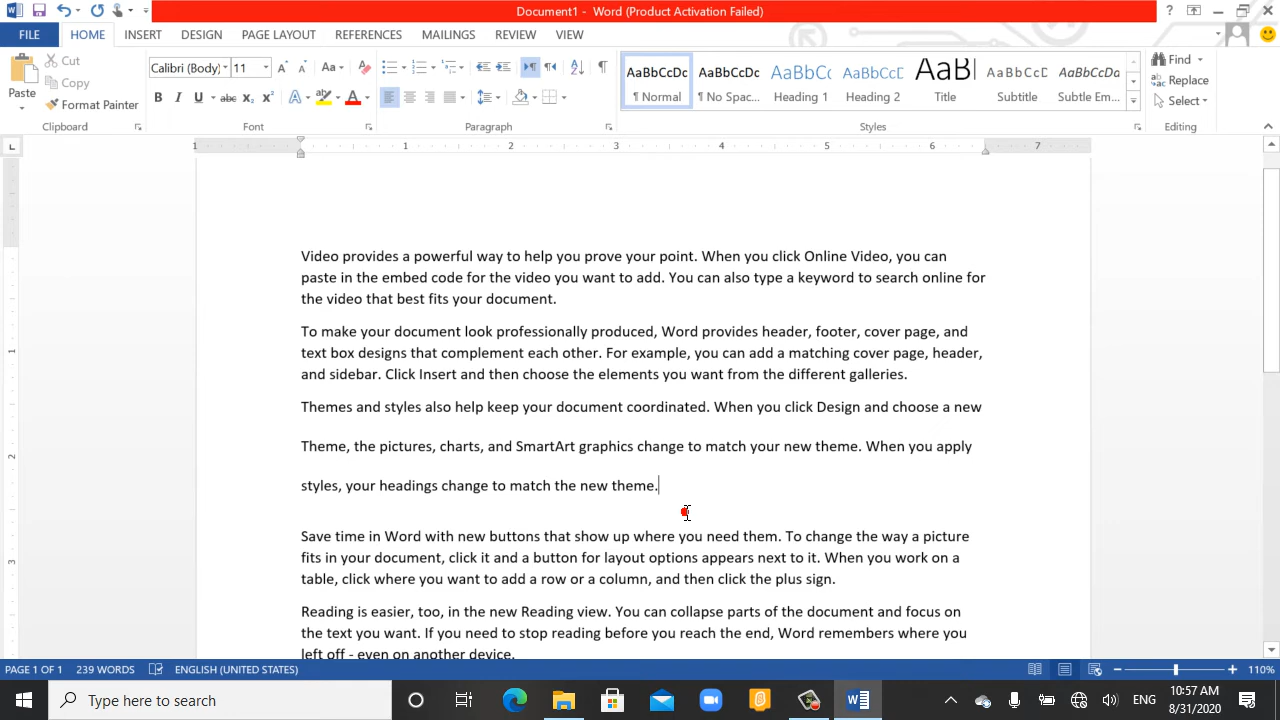 Document1 - Word (Product Activation Failed)
FILE HOME INSERT DESIGN PAGE LAYOUT REFERENCES MAILINGS REVIEW VIEW
Paste
Cut
Copy
Format Painter
Clipboard
Calibri (Body) 11
Font
Paragraph
AaBbCcDc AaBbCcDc AaBbCc AaBbCcC AaBl AaBbCcC AaBbCcDc
¶ Normal ¶ No Spac... Heading 1 Heading 2 Title Subtitle Subtle Em...
Styles
Find
Replace
Select
Editing
1 1 2 3 4 5 6 7
Video provides a powerful way to help you prove your point. When you click Online Video, you can
paste in the embed code for the video you want to add. You can also type a keyword to search online for
the video that best fits your document.
To make your document look professionally produced, Word provides header, footer, cover page, and
text box designs that complement each other. For example, you can add a matching cover page, header,
and sidebar. Click Insert and then choose the elements you want from the different galleries.
Themes and styles also help keep your document coordinated. When you click Design and choose a new
Theme, the pictures, charts, and SmartArt graphics change to match your new theme. When you apply
styles, your headings change to match the new theme.
Save time in Word with new buttons that show up where you need them. To change the way a picture
fits in your document, click it and a button for layout options appears next to it. When you work on a
table, click where you want to add a row or a column, and then click the plus sign.
Reading is easier, too, in the new Reading view. You can collapse parts of the document and focus on
the text you want. If you need to stop reading before you reach the end, Word remembers where you
left off - even on another device.
1
2
3
PAGE 1 OF 1 239 WORDS ENGLISH (UNITED STATES) 110%
Type here to search
ENG
10:57 AM
8/31/2020